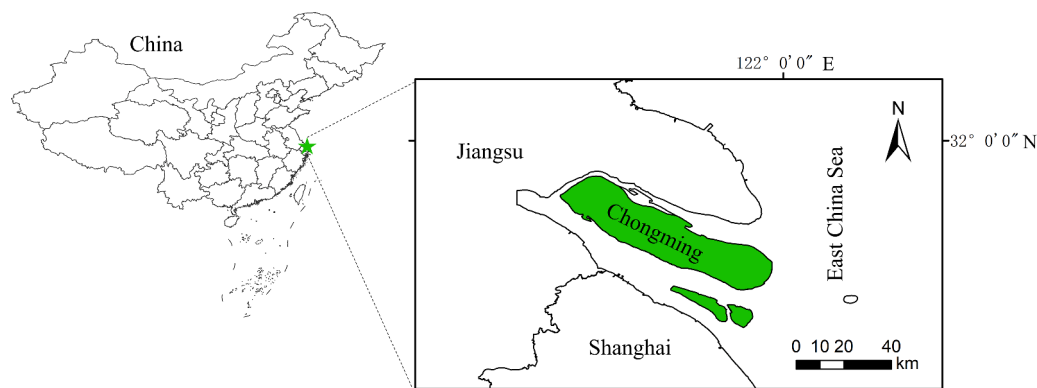 China
122° 0'0" E
N
32° 0'0" N
Jiangsu
Chongming
East China Sea
Shanghai
0 10 20 40
km